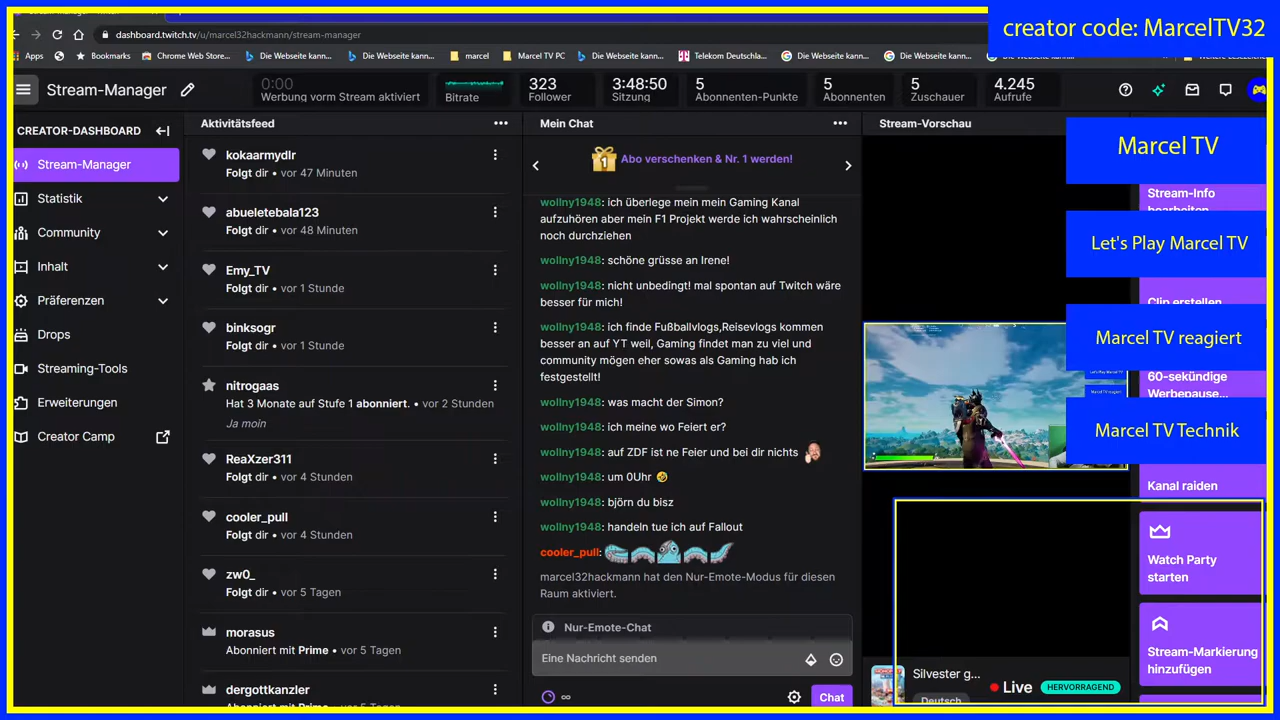 creator code: MarcelTV32
dashboard.twitch.tv/u/marcel32hackmann/stream-manager
Apps
Bookmarks
Chrome Web Store...
Die Webseite kann...
Die Webseite kann...
marcel
Marcel TV PC
Die Webseite kann...
Telekom Deutschla...
Die Webseite kann...
Die Webseite kann...
Stream-Manager
0:00
Werbung vorm Stream aktiviert
Bitrate
323
Follower
3:48:50
Sitzung
5
Abonnenten-Punkte
5
Abonnenten
5
Zuschauer
4.245
Aufrufe
CREATOR-DASHBOARD
Stream-Manager
Statistik
Community
Inhalt
Präferenzen
Drops
Streaming-Tools
Erweiterungen
Creator Camp
Aktivitätsfeed
kokaarmydlr
Folgt dir • vor 47 Minuten
abueletebala123
Folgt dir • vor 48 Minuten
Emy_TV
Folgt dir • vor 1 Stunde
binksogr
Folgt dir • vor 1 Stunde
nitrogaas
Hat 3 Monate auf Stufe 1 abonniert. • vor 2 Stunden
Ja moin
ReaXzer311
Folgt dir • vor 4 Stunden
cooler_pull
Folgt dir • vor 4 Stunden
zw0_
Folgt dir • vor 5 Tagen
morasus
Abonniert mit Prime • vor 5 Tagen
dergottkanzler
Abonniert mit Prime • vor 5 Tagen
Mein Chat
1
Abo verschenken & Nr. 1 werden!
wollny1948: ich überlege mein mein Gaming Kanal
aufzuhören aber mein F1 Projekt werde ich wahrscheinlich
noch durchziehen
wollny1948: schöne grüsse an Irene!
wollny1948: nicht unbedingt! mal spontan auf Twitch wäre
besser für mich!
wollny1948: ich finde Fußballvlogs,Reisevlogs kommen
besser an auf YT weil, Gaming findet man zu viel und
community mögen eher sowas als Gaming hab ich
festgestellt!
wollny1948: was macht der Simon?
wollny1948: ich meine wo Feiert er?
wollny1948: auf ZDF ist ne Feier und bei dir nichts
wollny1948: um 0Uhr
wollny1948: björn du bisz
wollny1948: handeln tue ich auf Fallout
cooler_pull:
marcel32hackmann hat den Nur-Emote-Modus für diesen
Raum aktiviert.
Nur-Emote-Chat
Eine Nachricht senden
Chat
Stream-Vorschau
Silvester g...
Deutsch
Live
HERVORRAGEND
Marcel TV
Stream-Info
bearbeiten
Let's Play Marcel TV
Clip erstellen
Marcel TV reagiert
60-sekündige
Werbepause...
Marcel TV Technik
Kanal raiden
Watch Party
starten
Stream-Markierung
hinzufügen